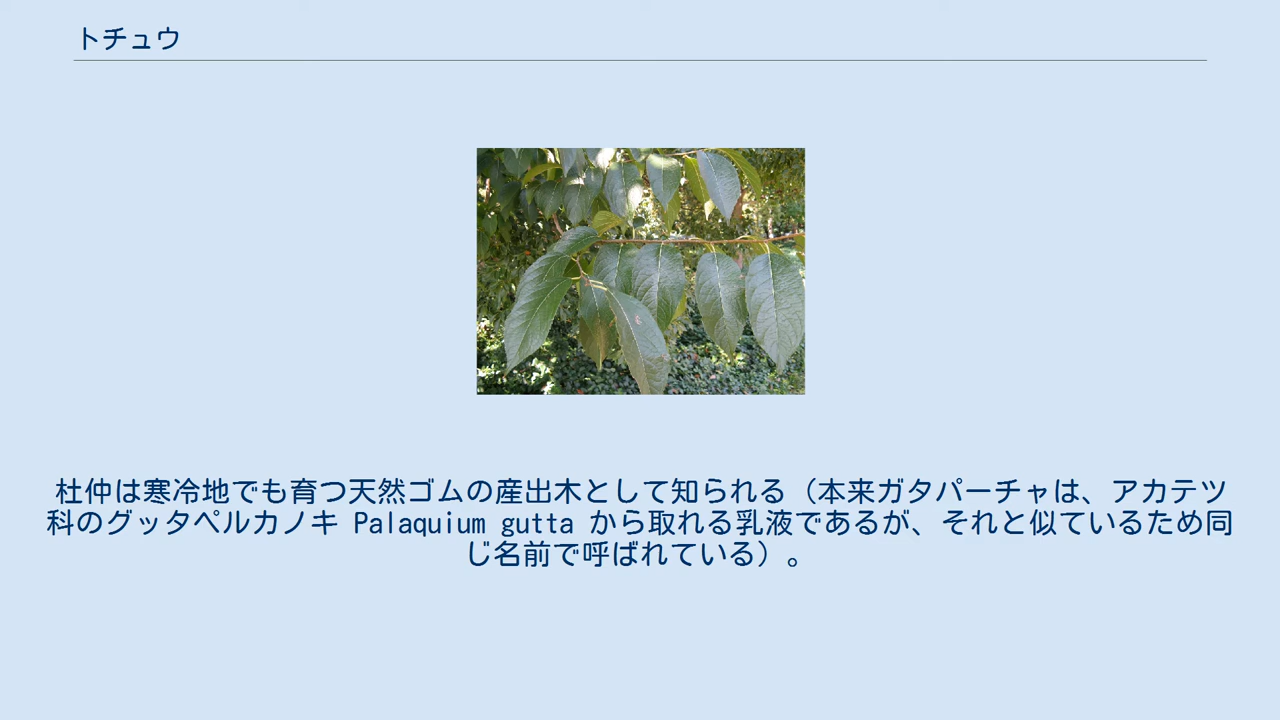 トチュウ
杜仲は寒冷地でも育つ天然ゴムの産出木として知られる（本来ガタパーチャは、アカテツ
科のグッタペルカノキ Palaquium gutta から取れる乳液であるが、それと似ているため同
じ名前で呼ばれている）。